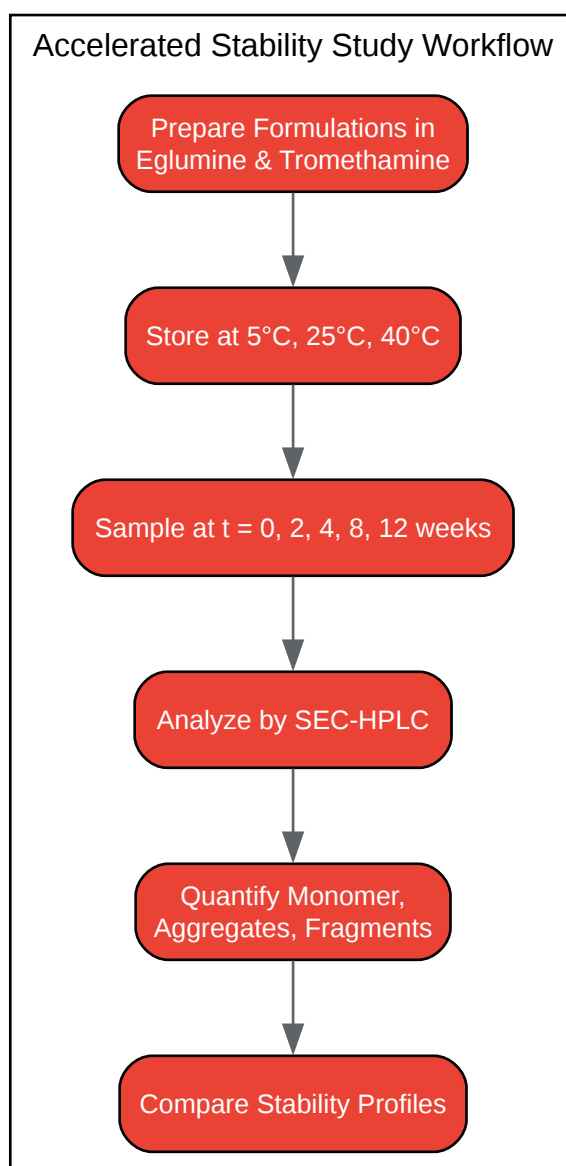 Accelerated Stability Study Workflow
Prepare Formulations in
Eglumine & Tromethamine
Store at 5°C, 25°C, 40°C
Sample at t = 0, 2, 4, 8, 12 weeks
Analyze by SEC-HPLC
Quantify Monomer,
Aggregates, Fragments
Compare Stability Profiles